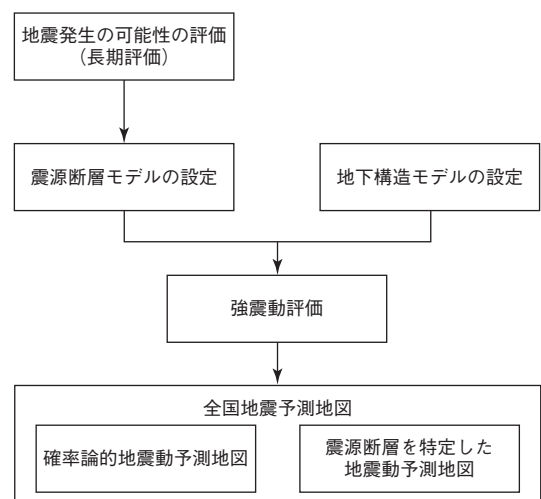 地震発生の可能性の評価
（長期評価）
震源断層モデルの設定
地下構造モデルの設定
強震動評価
全国地震予測地図
確率論的地震動予測地図
震源断層を特定した
地震動予測地図